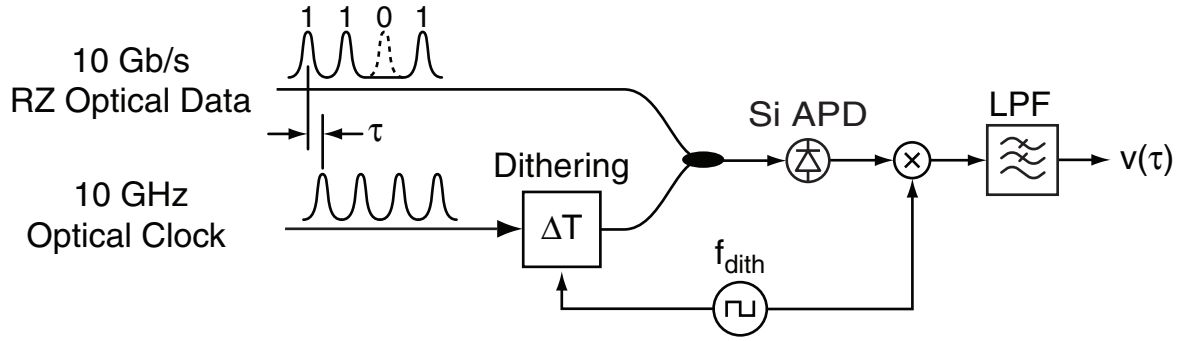 1 1 0 1
10 Gb/s
RZ Optical Data
τ
10 GHz
Optical Clock
Dithering
ΔT
f_dith
Si APD
×
LPF
v(τ)